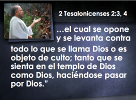 2 Tesalonicenses 2:3, 4
...el cual se opone
y se levanta contra
todo lo que se llama Dios o es
objeto de culto; tanto que se
sienta en el templo de Dios
como Dios, haciéndose pasar
por Dios."